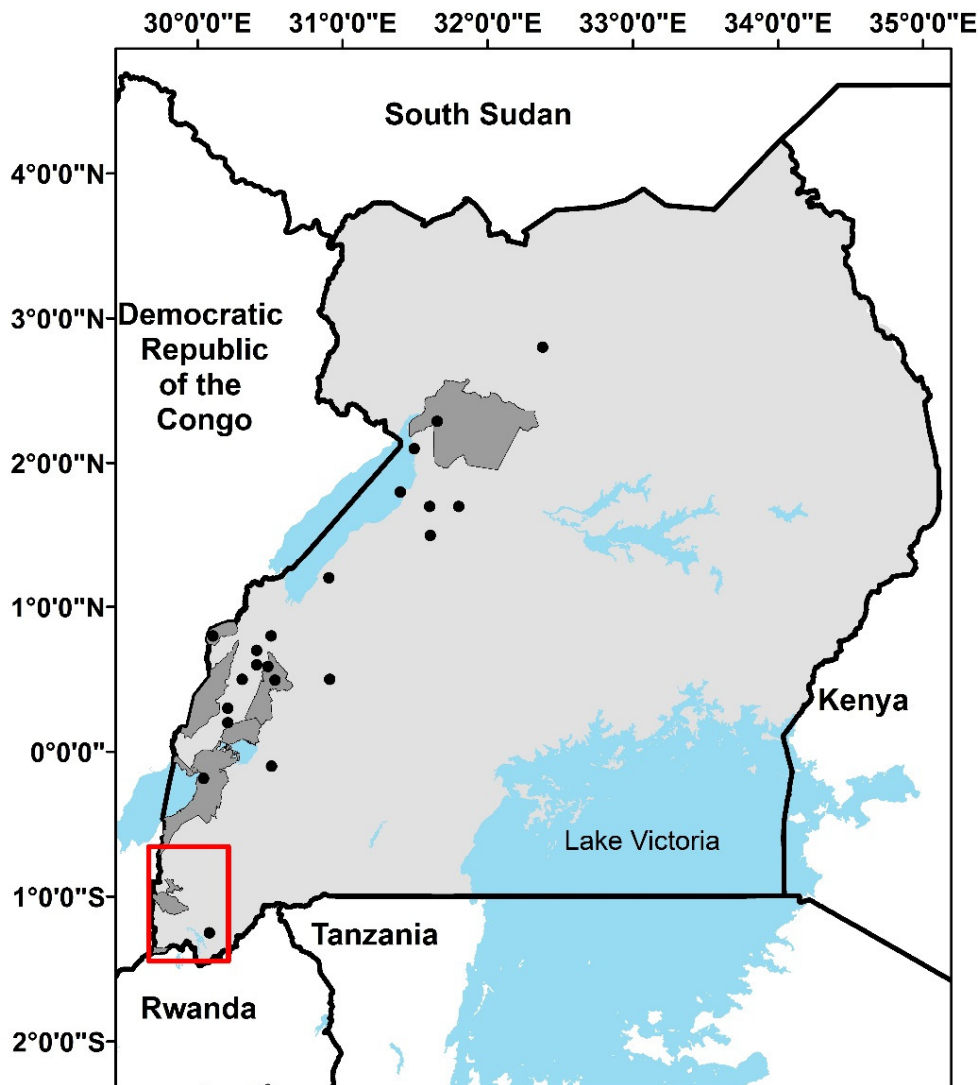 30°0'0"E 31°0'0"E 32°0'0"E 33°0'0"E 34°0'0"E 35°0'0"E
South Sudan
4°0'0"N
3°0'0"N
Democratic
Republic
of the
Congo
2°0'0"N
1°0'0"N
Kenya
0°0'0"
Lake Victoria
1°0'0"S
Tanzania
Rwanda
2°0'0"S